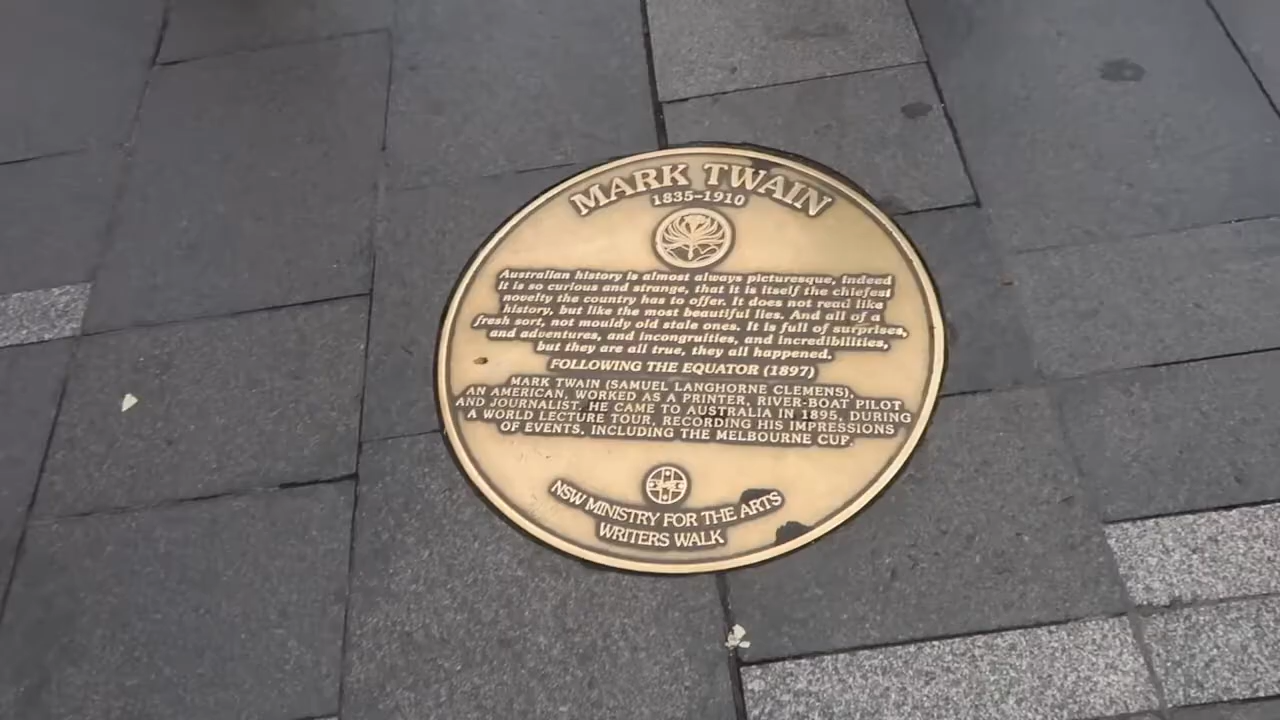 MARK TWAIN
1835–1910
Australian history is almost always picturesque, indeed
it is so curious and strange, that it is itself the chiefest
novelty the country has to offer. It does not read like
history, but like the most beautiful lies. And all of a
fresh sort, not mouldy old stale ones. It is full of surprises,
and adventures, and incongruities, and incredibilities,
but they are all true, they all happened.
FOLLOWING THE EQUATOR (1897)
MARK TWAIN (SAMUEL LANGHORNE CLEMENS),
AN AMERICAN, WORKED AS A PRINTER, RIVER-BOAT PILOT
AND JOURNALIST. HE CAME TO AUSTRALIA IN 1895, DURING
A WORLD LECTURE TOUR, RECORDING HIS IMPRESSIONS
OF EVENTS, INCLUDING THE MELBOURNE CUP.
NSW MINISTRY FOR THE ARTS
WRITERS WALK